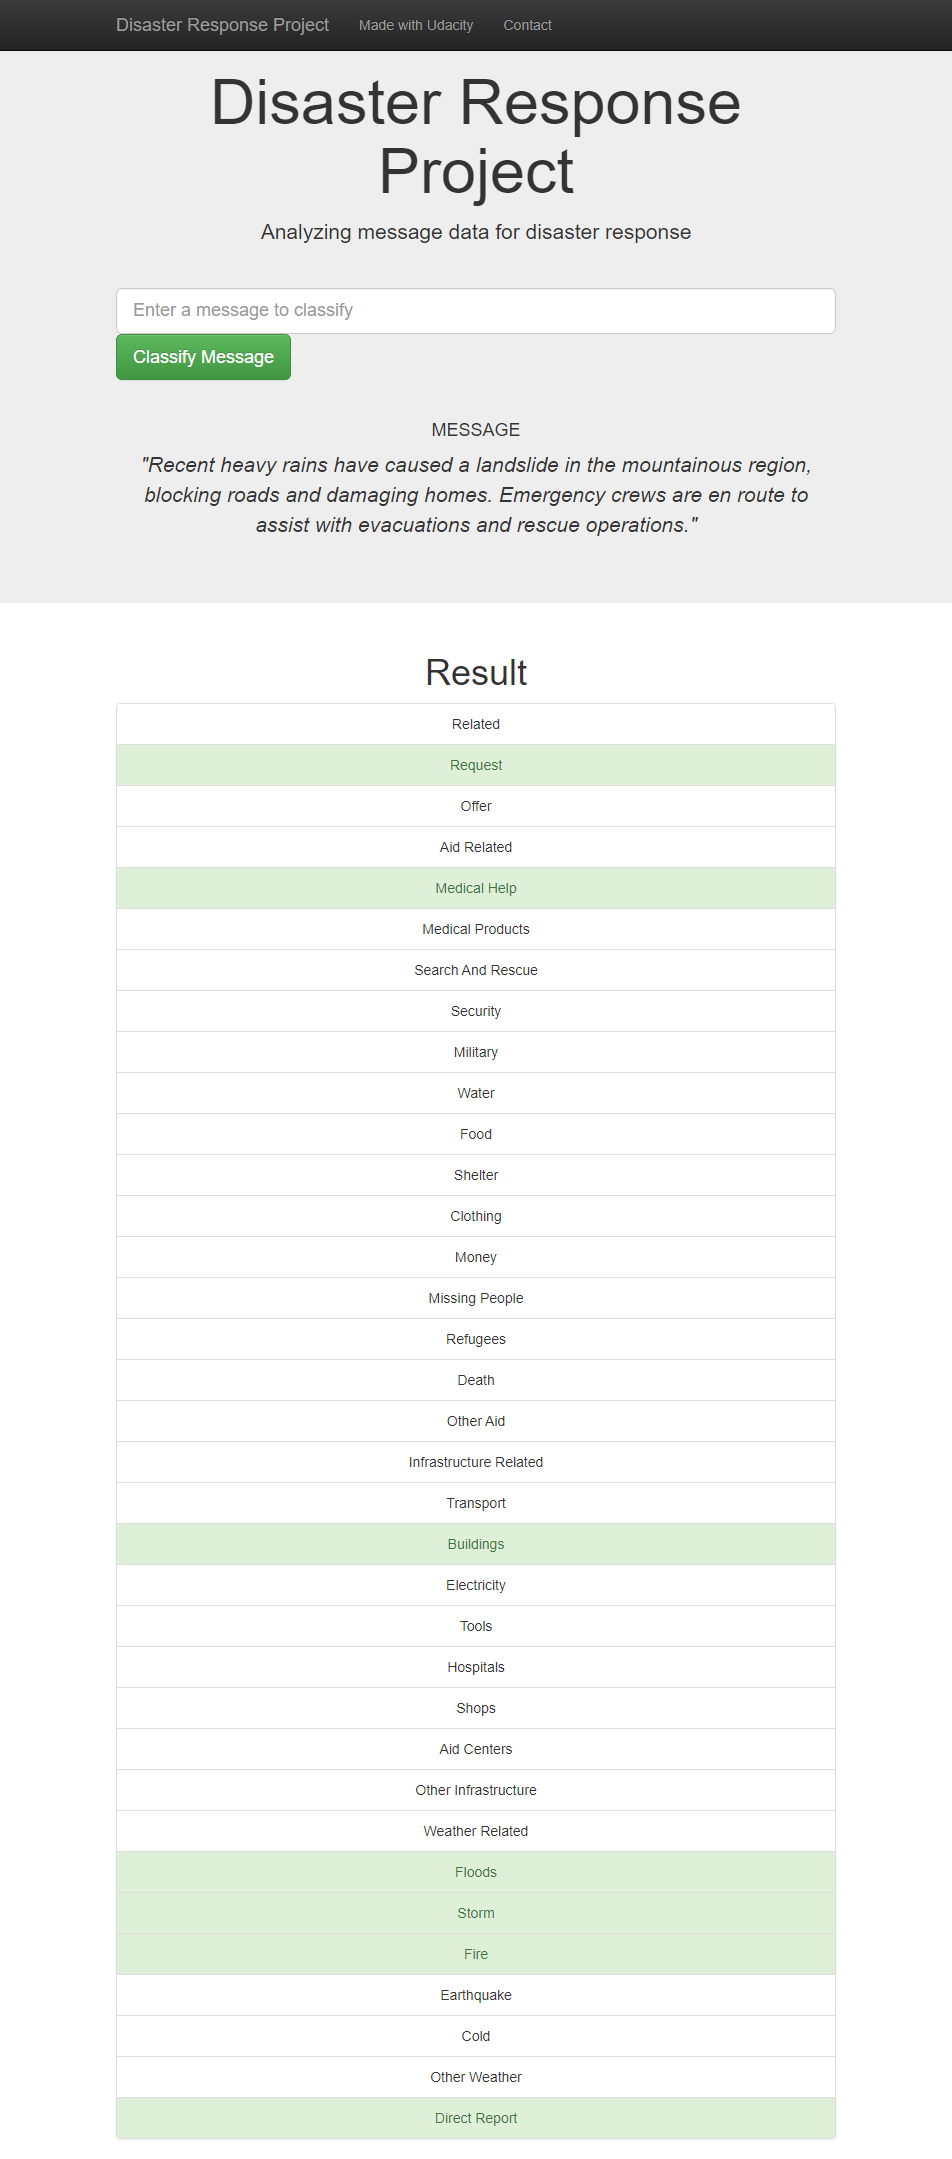 Disaster Response Project Made with Udacity Contact
Disaster Response
Project
Analyzing message data for disaster response
Enter a message to classify
Classify Message
MESSAGE
"Recent heavy rains have caused a landslide in the mountainous region,
blocking roads and damaging homes. Emergency crews are en route to
assist with evacuations and rescue operations."
Result
Related
Request
Offer
Aid Related
Medical Help
Medical Products
Search And Rescue
Security
Military
Water
Food
Shelter
Clothing
Money
Missing People
Refugees
Death
Other Aid
Infrastructure Related
Transport
Buildings
Electricity
Tools
Hospitals
Shops
Aid Centers
Other Infrastructure
Weather Related
Floods
Storm
Fire
Earthquake
Cold
Other Weather
Direct Report